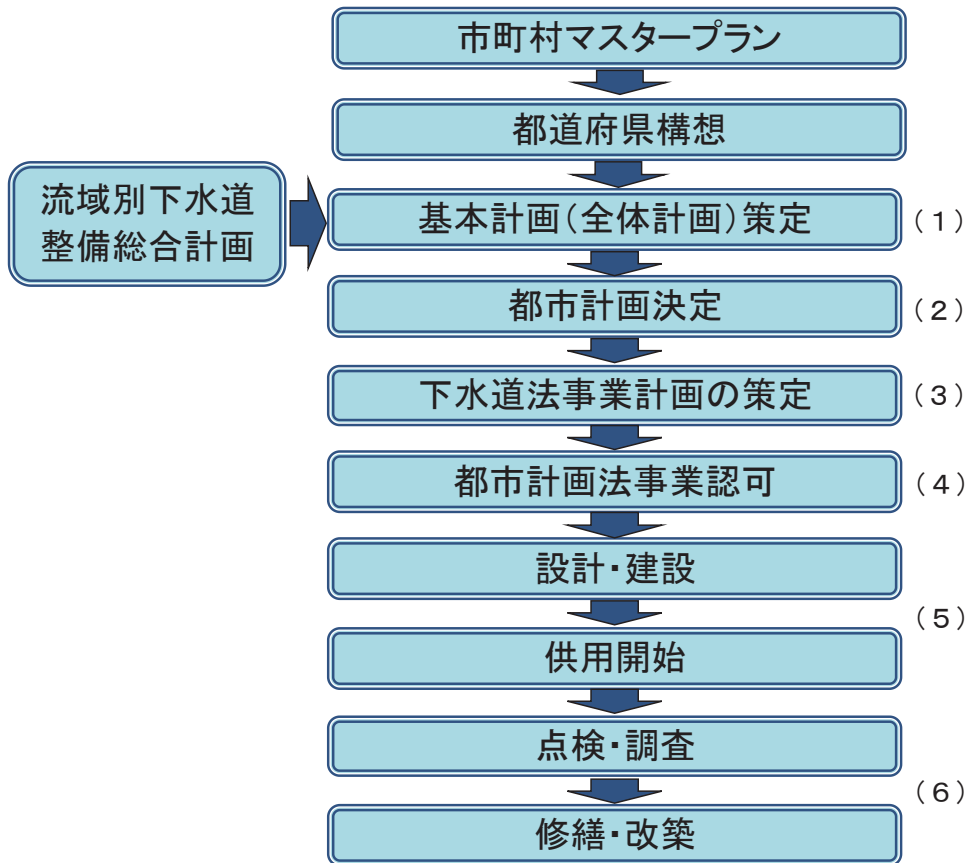 市町村マスタープラン
都道府県構想
流域別下水道
整備総合計画
基本計画(全体計画)策定
(1)
都市計画決定
(2)
下水道法事業計画の策定
(3)
都市計画法事業認可
(4)
設計・建設
(5)
供用開始
点検・調査
(6)
修繕・改築